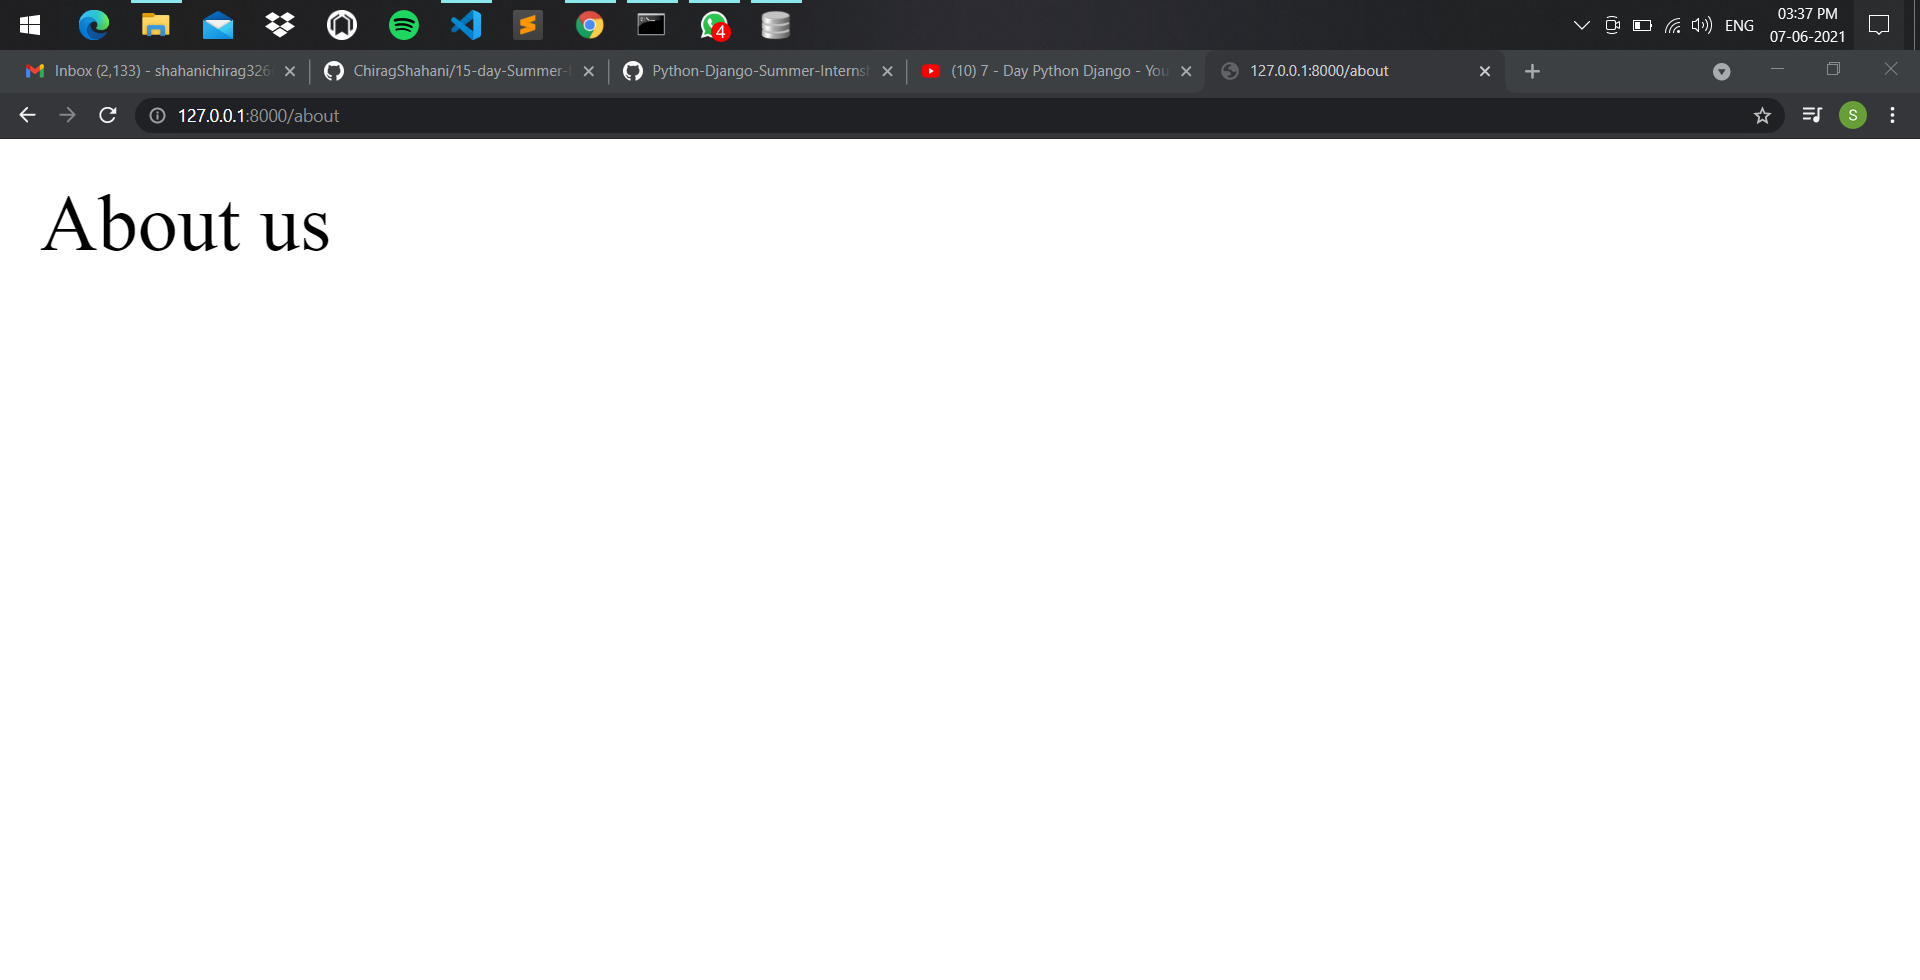 4
ENG
03:37 PM
07-06-2021
Inbox (2,133) - shahanichirag326
ChiragShahani/15-day-Summer-
Python-Django-Summer-Interns
(10) 7 - Day Python Django - You
127.0.0.1:8000/about
127.0.0.1:8000/about
S
About us